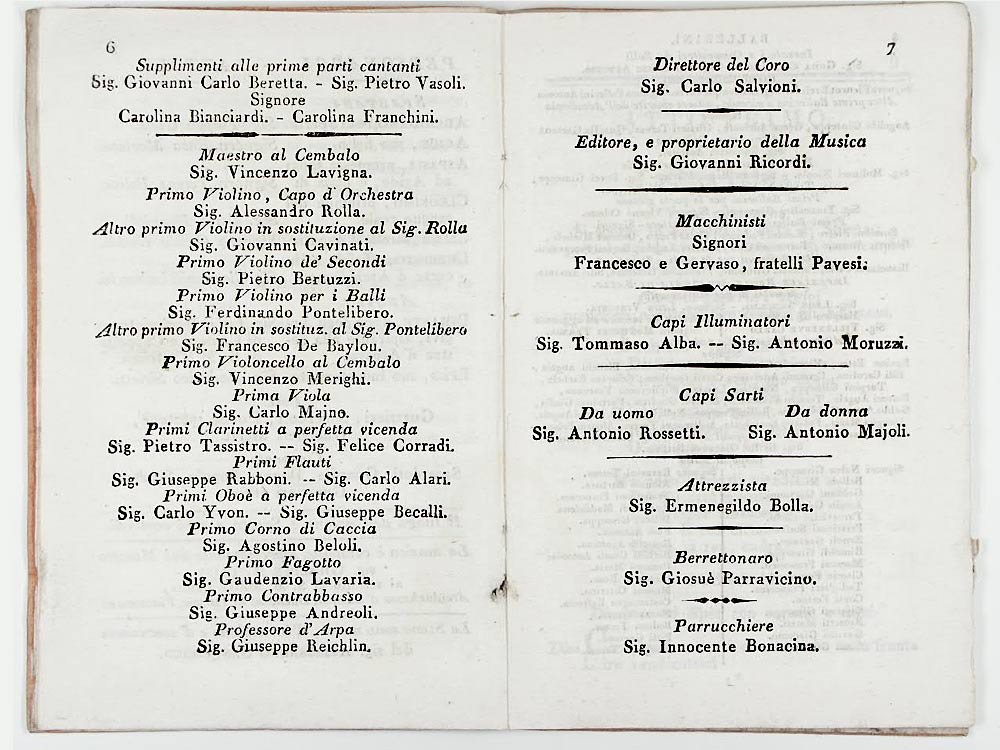 6
Supplimenti alle prime parti cantanti
Sig. Giovanni Carlo Beretta. - Sig. Pietro Vasoli.
Signore
Carolina Bianciardi. - Carolina Franchini.
Maestro al Cembalo
Sig. Vincenzo Lavigna.
Primo Violino, Capo d'Orchestra
Sig. Alessandro Rolla.
Altro primo Violino in sostituzione al Sig. Rolla
Sig. Giovanni Cavinati.
Primo Violino de' Secondi
Sig. Pietro Bertuzzi.
Primo Violino per i Balli
Sig. Ferdinando Pontelibero.
Altro primo Violino in sostituz. al Sig. Pontelibero
Sig. Francesco De Baylou.
Primo Violoncello al Cembalo
Sig. Vincenzo Merighi.
Prima Viola
Sig. Carlo Majno.
Primi Clarinetti a perfetta vicenda
Sig. Pietro Tassistro. -- Sig. Felice Corradi.
Primi Flauti
Sig. Giuseppe Rabboni. -- Sig. Carlo Alari.
Primi Oboè a perfetta vicenda
Sig. Carlo Yvon. -- Sig. Giuseppe Becalli.
Primo Corno di Caccia
Sig. Agostino Beloli.
Primo Fagotto
Sig. Gaudenzio Lavaria.
Primo Contrabbasso
Sig. Giuseppe Andreoli.
Professore d'Arpa
Sig. Giuseppe Reichlin.
7
Direttore del Coro
Sig. Carlo Salvioni.
Editore, e proprietario della Musica
Sig. Giovanni Ricordi.
Macchinisti
Signori
Francesco e Gervaso, fratelli Pavesi.
Capi Illuminatori
Sig. Tommaso Alba. -- Sig. Antonio Moruzzi.
Capi Sarti
Da uomo Da donna
Sig. Antonio Rossetti. Sig. Antonio Majoli.
Attrezzista
Sig. Ermenegildo Bolla.
Berrettonaro
Sig. Giosuè Parravicino.
Parrucchiere
Sig. Innocente Bonacina.